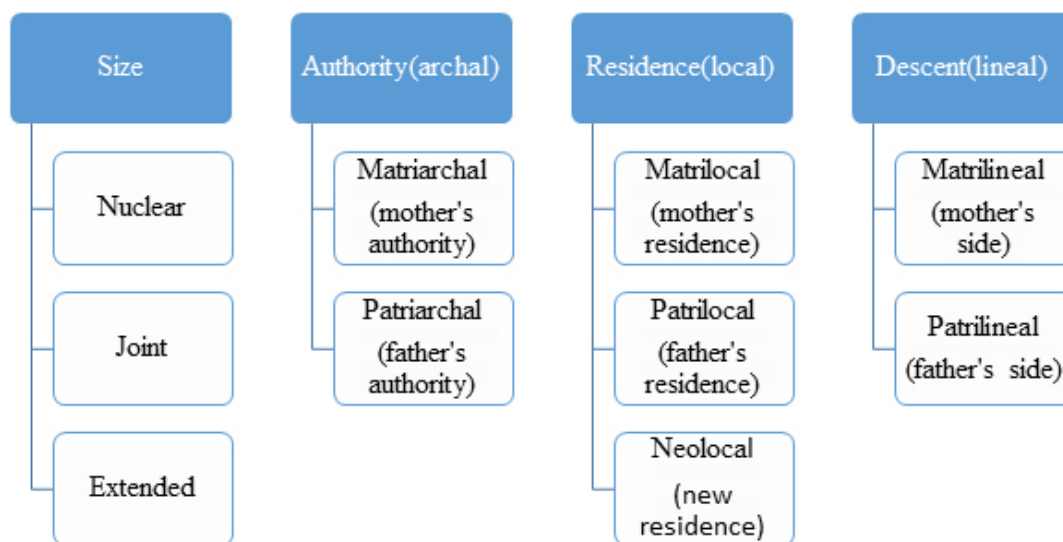 Size
Nuclear
Joint
Extended
Authority(archal)
Matriarchal
(mother's
authority)
Patriarchal
(father's
authority)
Residence(local)
Matrilocal
(mother's
residence)
Patrilocal
(father's
residence)
Neolocal
(new
residence)
Descent(lineal)
Matrilineal
(mother's
side)
Patrilineal
(father's side)